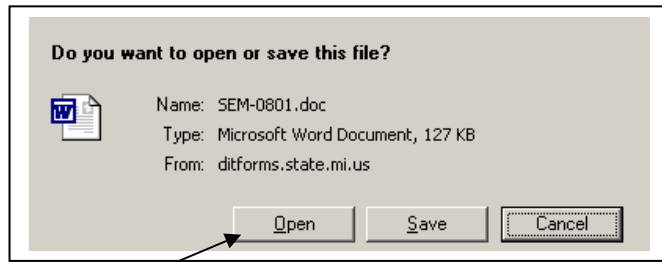 Do you want to open or save this file?
Name: SEM-0801.doc
Type: Microsoft Word Document, 127 KB
From: ditforms.state.mi.us
Open Save Cancel